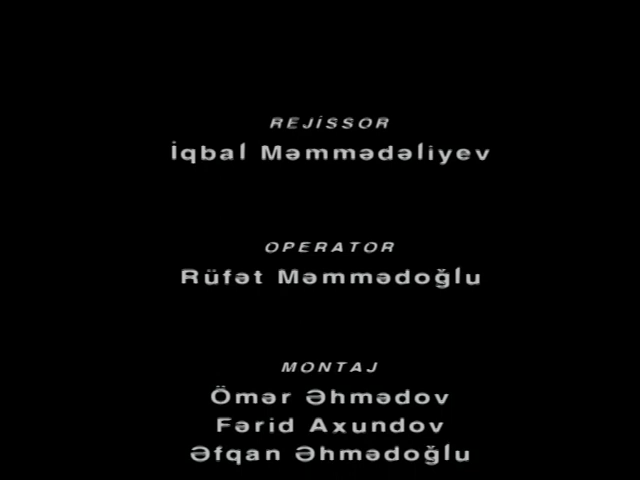 REJİSSOR
İqbal Məmmədəliyev
OPERATOR
Rüfət Məmmədoğlu
MONTAJ
Ömər Əhmədov
Fərid Axundov
Əfqan Əhmədoğlu